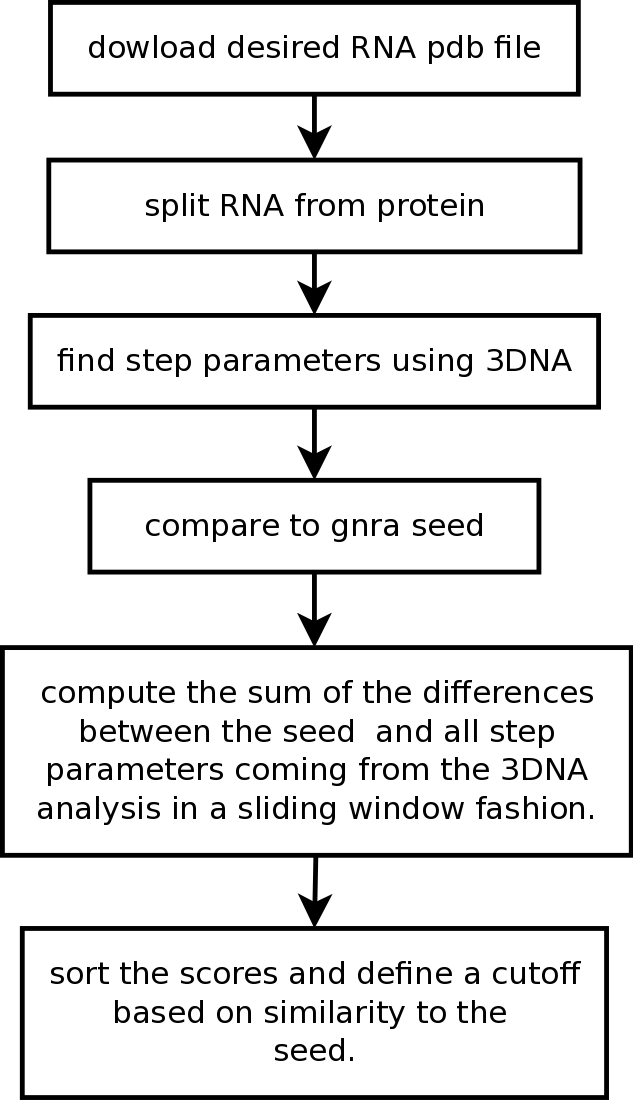 dowload desired RNA pdb file
split RNA from protein
find step parameters using 3DNA
compare to gnra seed
compute the sum of the differences
between the seed  and all step
parameters coming from the 3DNA
analysis in a sliding window fashion.
sort the scores and define a cutoff
based on similarity to the
seed.